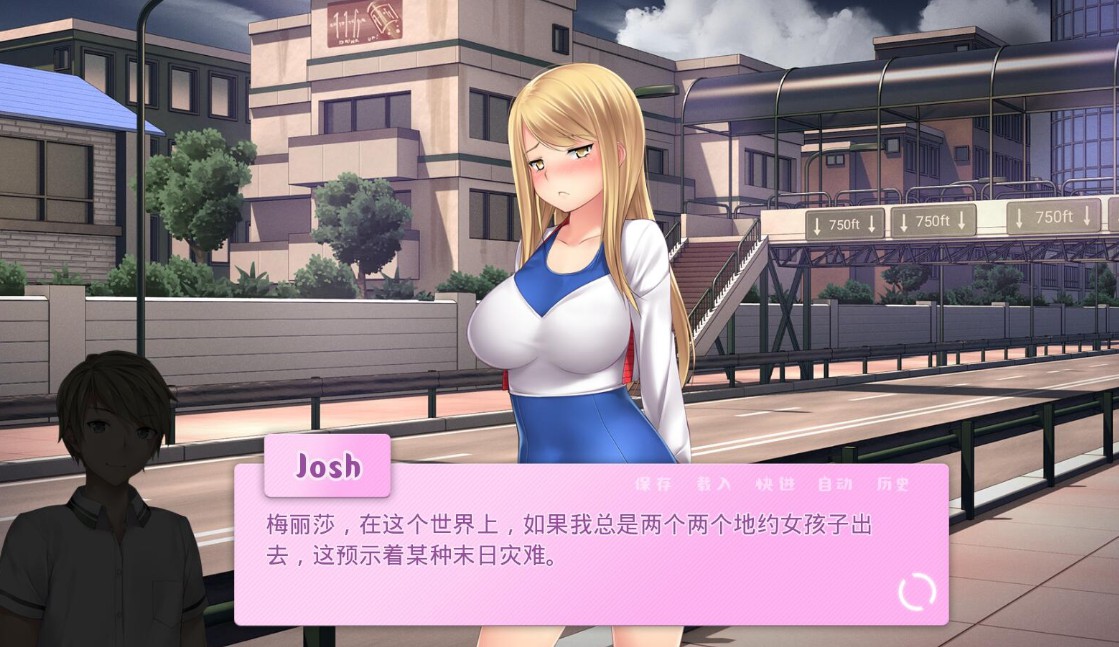 750ft
750ft
750ft
Josh
保存 载入 快进 自动 历史
梅丽莎，在这个世界上，如果我总是两个两个地约女孩子出
去，这预示着某种末日灾难。